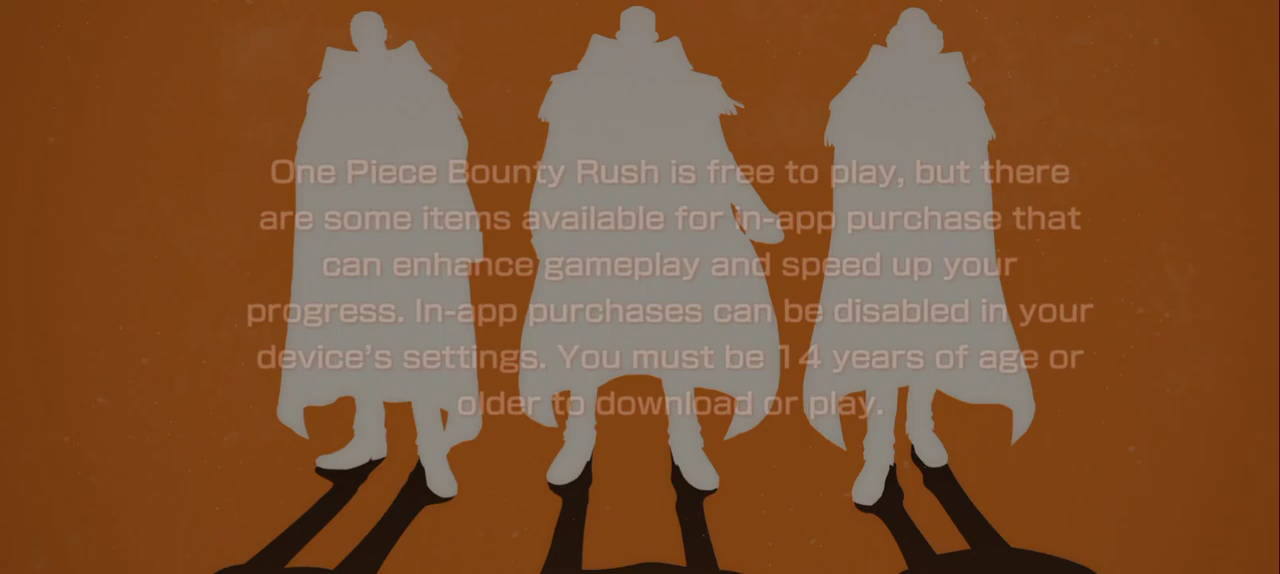 One Piece Bounty Rush is free to play, but there
are some items available for in-app purchase that
can enhance gameplay and speed up your
progress. In-app purchases can be disabled in your
device's settings. You must be 14 years of age or
older to download or play.